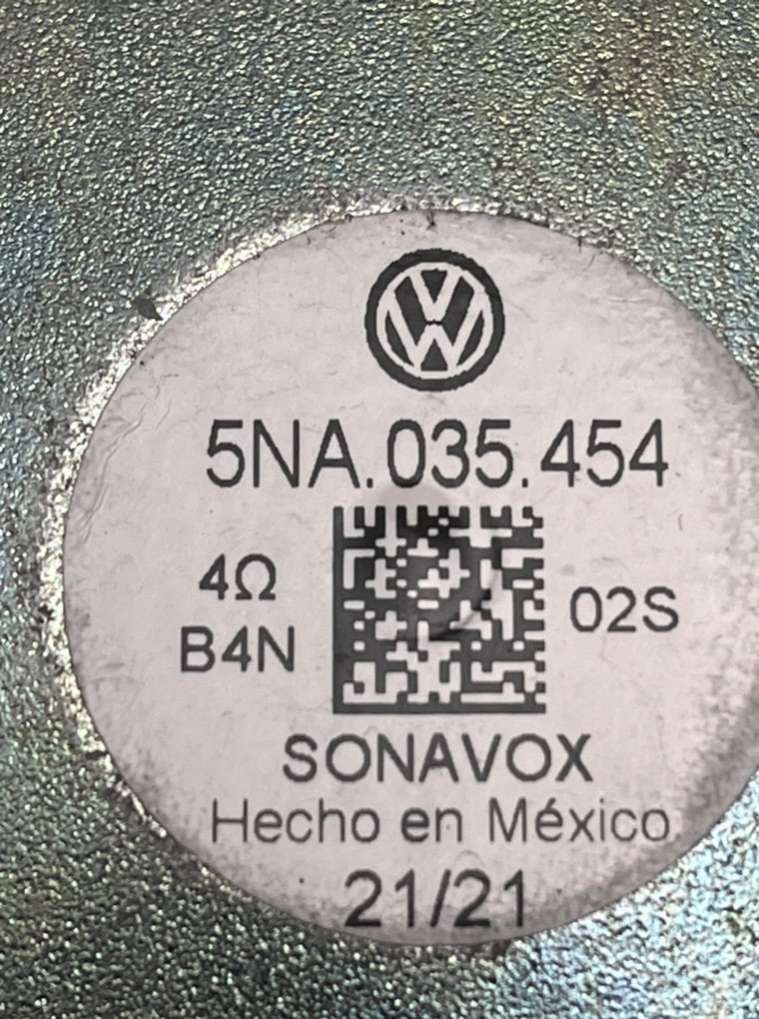 5NA.035.454
4Ω
B4N
02S
SONAVOX
Hecho en México
21/21